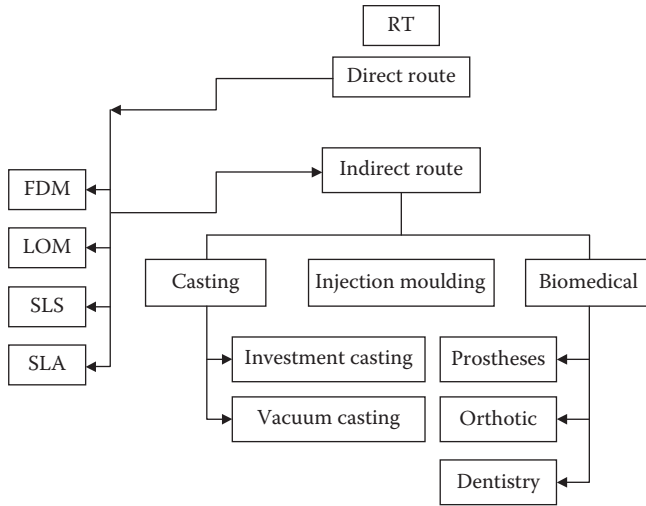 RT
Direct route
Indirect route
FDM
LOM
SLS
SLA
Casting
Injection moulding
Biomedical
Investment casting
Vacuum casting
Prostheses
Orthotic
Dentistry